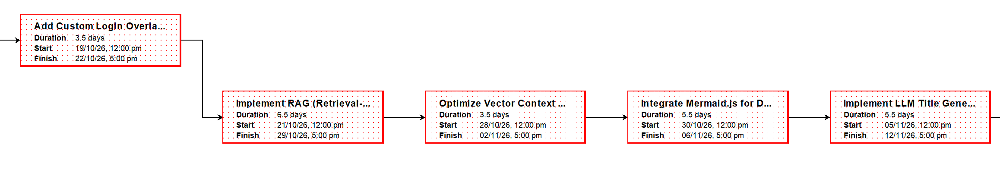 Add Custom Login Overla...
Duration 3.5 days
Start 19/10/26, 12:00 pm
Finish 22/10/26, 5:00 pm
Implement RAG (Retrieval-...
Duration 6.5 days
Start 21/10/26, 12:00 pm
Finish 29/10/26, 5:00 pm
Optimize Vector Context ...
Duration 3.5 days
Start 28/10/26, 12:00 pm
Finish 02/11/26, 5:00 pm
Integrate Mermaid.js for D...
Duration 5.5 days
Start 30/10/26, 12:00 pm
Finish 06/11/26, 5:00 pm
Implement LLM Title Gene...
Duration 5.5 days
Start 05/11/26, 12:00 pm
Finish 12/11/26, 5:00 pm